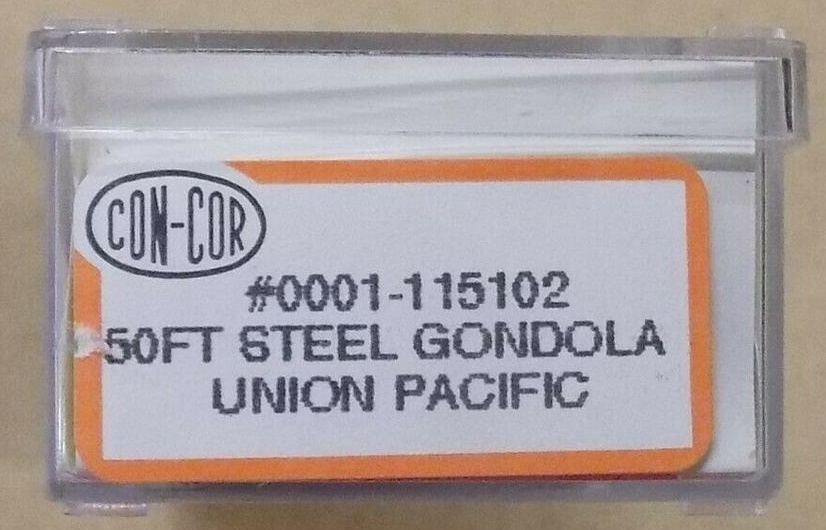 CON-COR
#0001-115102
50FT STEEL GONDOLA
UNION PACIFIC